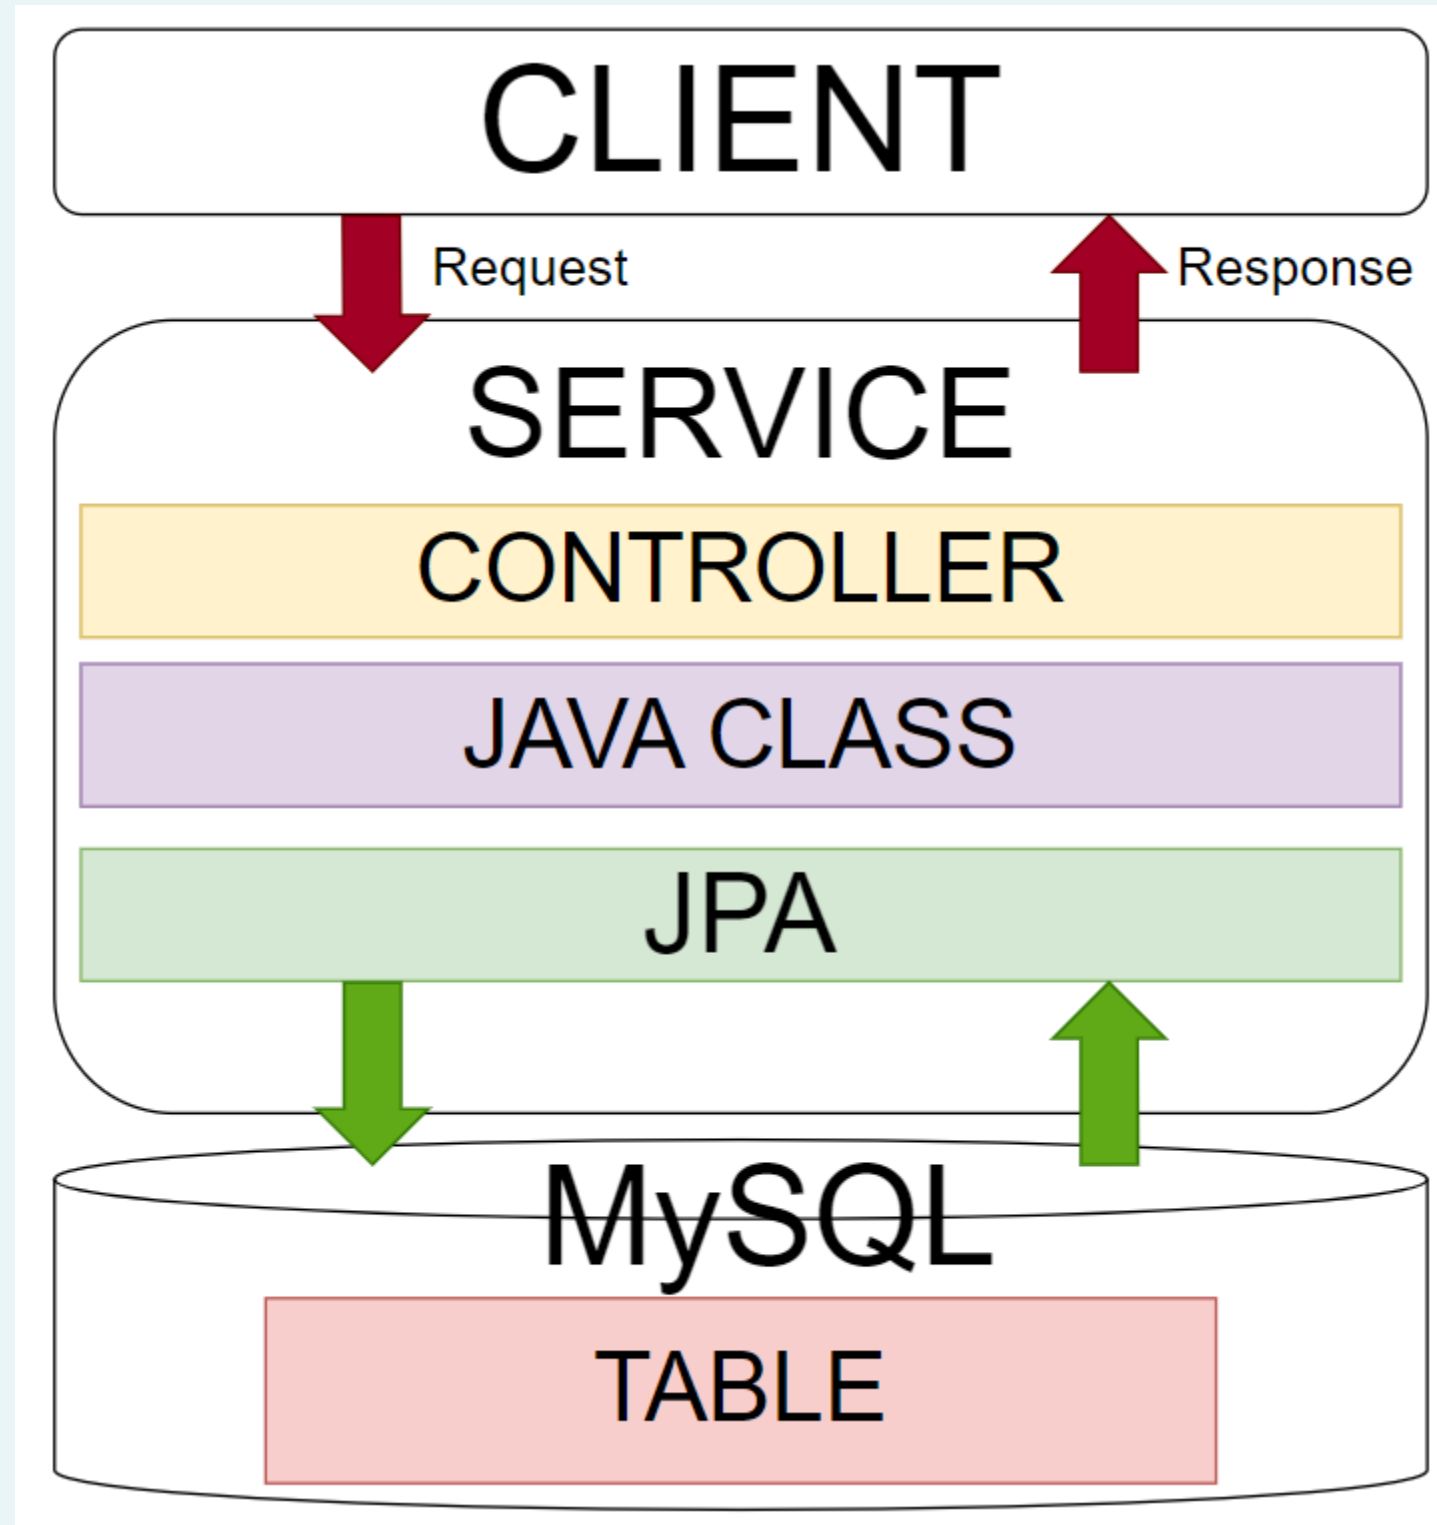 CLIENT
Request
Response
SERVICE
CONTROLLER
JAVA CLASS
JPA
MySQL
TABLE